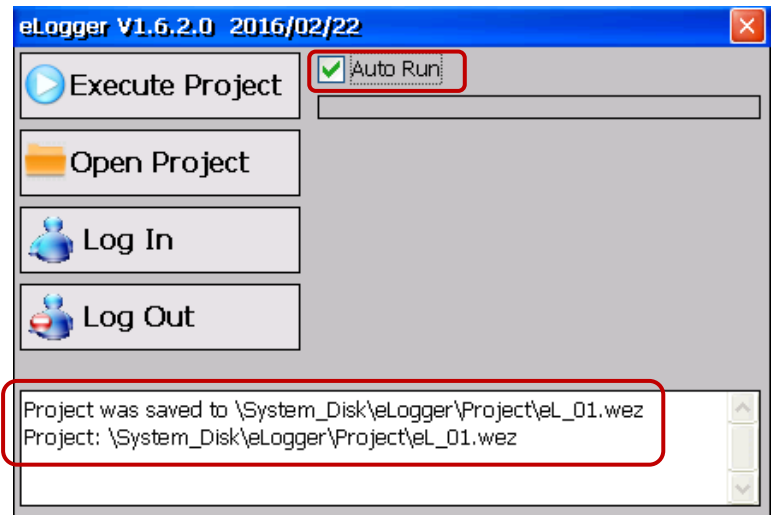 eLogger V1.6.2.0 2016/02/22
Execute Project
Auto Run
Open Project
Log In
Log Out
Project was saved to \System_Disk\eLogger\Project\eL_01.wez
Project: \System_Disk\eLogger\Project\eL_01.wez